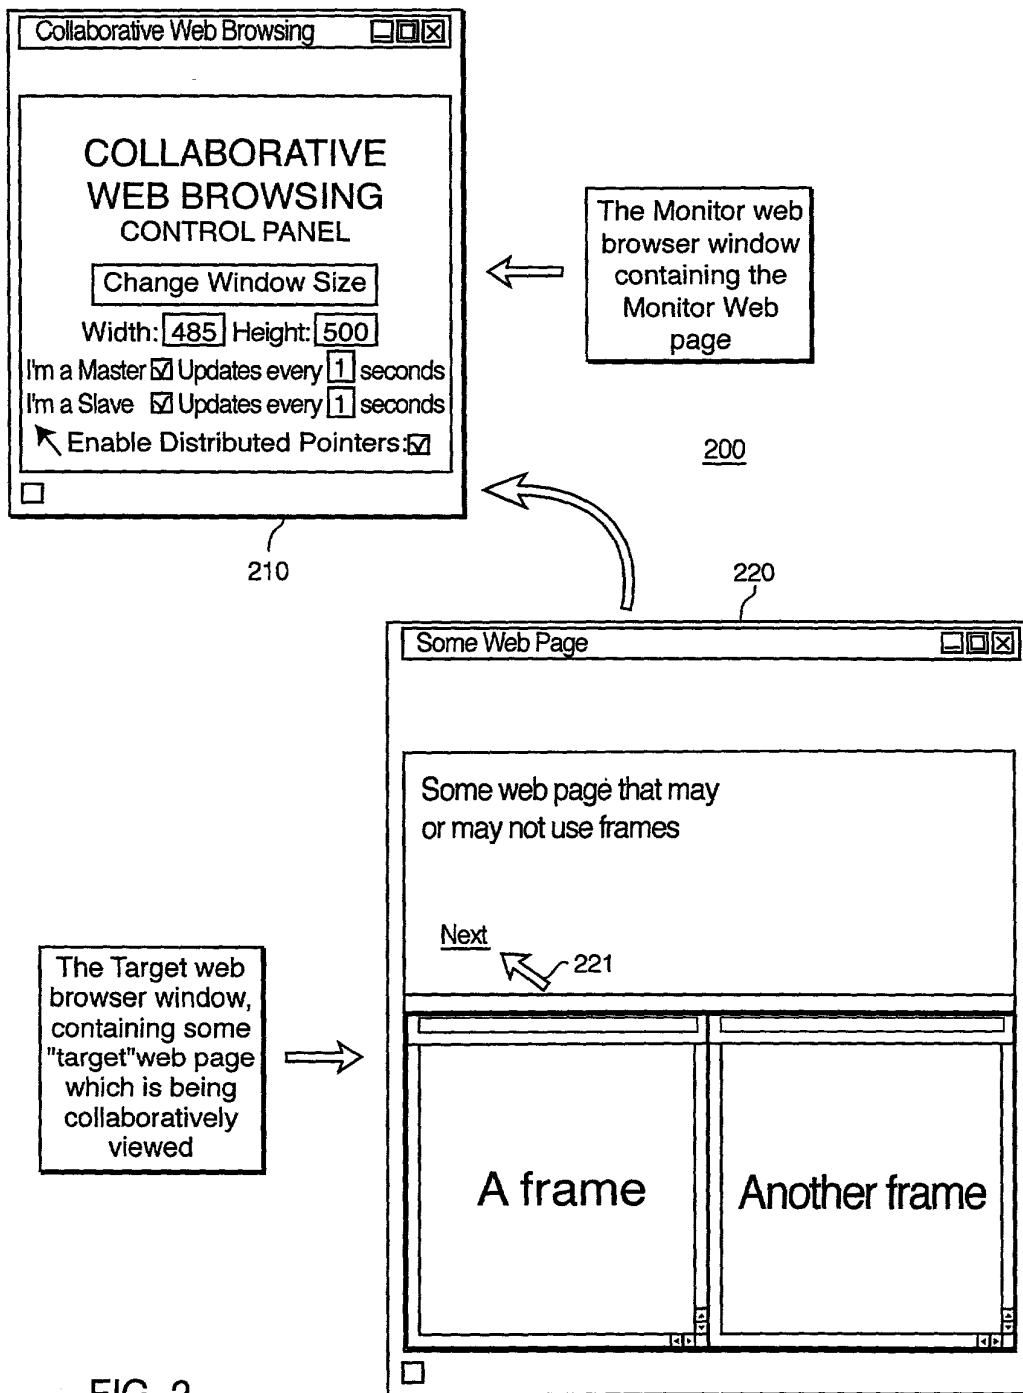 Collaborative Web Browsing
COLLABORATIVE
WEB BROWSING
CONTROL PANEL
Change Window Size
Width: 485 Height: 500
I'm a Master Updates every 1 seconds
I'm a Slave Updates every 1 seconds
Enable Distributed Pointers:
The Monitor web
browser window
containing the
Monitor Web
page
200
210
220
Some Web Page
Some web page that may
or may not use frames
Next
221
The Target web
browser window,
containing some
"target"web page
which is being
collaboratively
viewed
A frame
Another frame
FIG. 2